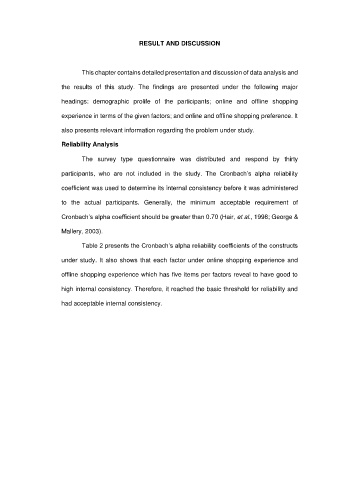 RESULT AND DISCUSSION
This chapter contains detailed presentation and discussion of data analysis and
the results of this study. The findings are presented under the following major
headings: demographic profile of the participants; online and offline shopping
experience in terms of the given factors; and online and offline shopping preference. It
also presents relevant information regarding the problem under study.
Reliability Analysis
The survey type questionnaire was distributed and respond by thirty
participants, who are not included in the study. The Cronbach's alpha reliability
coefficient was used to determine its internal consistency before it was administered
to the actual participants. Generally, the minimum acceptable requirement of
Cronbach's alpha coefficient should be greater than 0.70 (Hair, et al., 1998; George &
Mallery, 2003).
Table 2 presents the Cronbach's alpha reliability coefficients of the constructs
under study. It also shows that each factor under online shopping experience and
offline shopping experience which has five items per factors reveal to have good to
high internal consistency. Therefore, it reached the basic threshold for reliability and
had acceptable internal consistency.